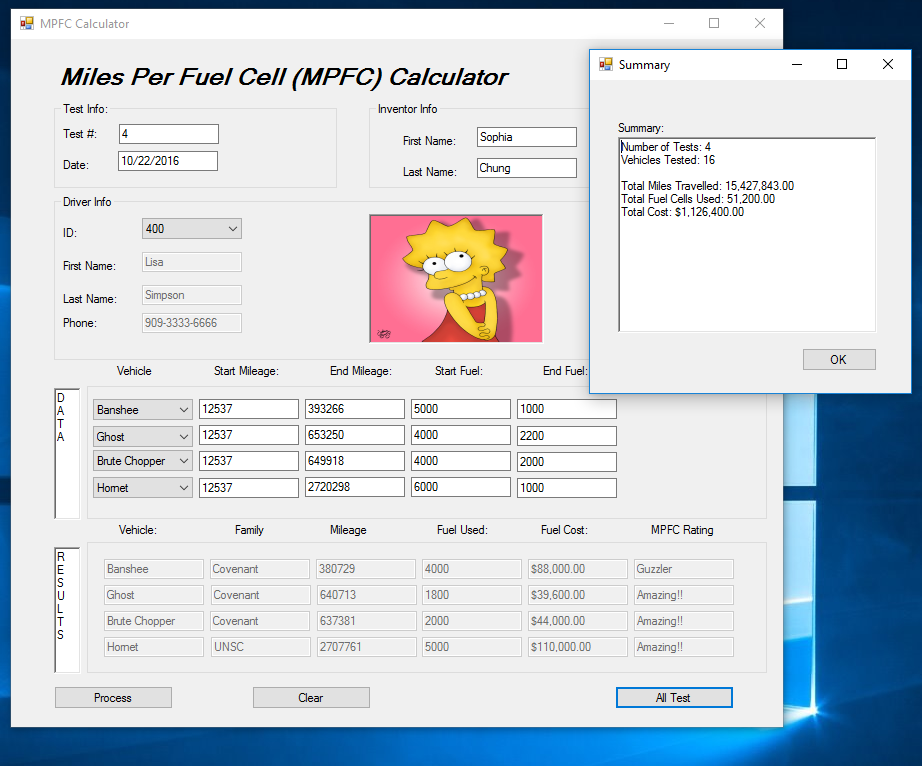 MPFC Calculator
Miles Per Fuel Cell (MPFC) Calculator
Test Info:
Test #: 4
Date: 10/22/2016
Inventor Info
First Name: Sophia
Last Name: Chung
Driver Info
ID: 400
First Name: Lisa
Last Name: Simpson
Phone: 909-3333-6666
Summary
Summary:
Number of Tests: 4
Vehicles Tested: 16
Total Miles Travelled: 15,427,843.00
Total Fuel Cells Used: 51,200.00
Total Cost: $1,126,400.00
OK
Vehicle Start Mileage: End Mileage: Start Fuel: End Fuel:
D
A
T
A
Banshee 12537 393266 5000 1000
Ghost 12537 653250 4000 2200
Brute Chopper 12537 649918 4000 2000
Hornet 12537 2720298 6000 1000
Vehicle: Family Mileage Fuel Used: Fuel Cost: MPFC Rating
R
E
S
U
L
T
S
Banshee Covenant 380729 4000 $88,000.00 Guzzler
Ghost Covenant 640713 1800 $39,600.00 Amazing!!
Brute Chopper Covenant 637381 2000 $44,000.00 Amazing!!
Hornet UNSC 2707761 5000 $110,000.00 Amazing!!
Process Clear All Test